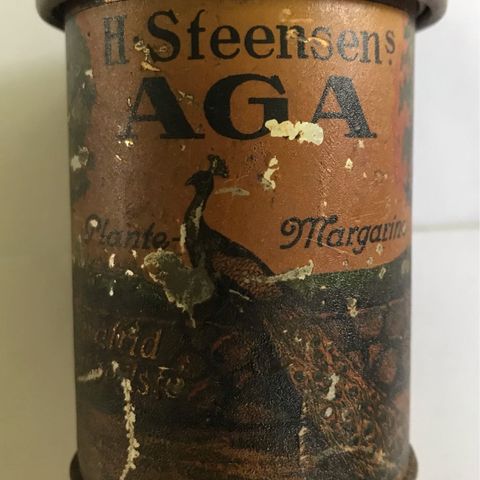 H. Steensens
AGA
Plante- Margarine